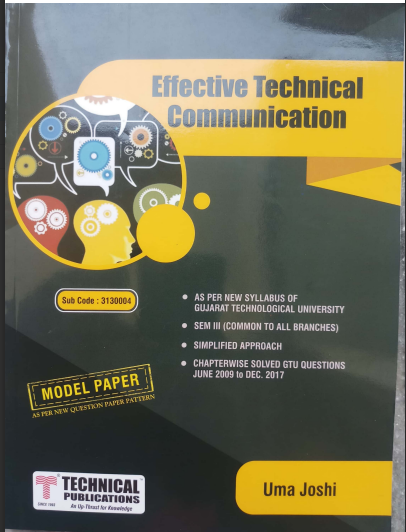 Effective Technical
Communication
Sub Code : 3130004
• AS PER NEW SYLLABUS OF
GUJARAT TECHNOLOGICAL UNIVERSITY
• SEM III (COMMON TO ALL BRANCHES)
• SIMPLIFIED APPROACH
• CHAPTERWISE SOLVED GTU QUESTIONS
JUNE 2009 to DEC. 2017
MODEL PAPER
AS PER NEW QUESTION PAPER PATTERN
T
SINCE 1993
TECHNICAL
PUBLICATIONS
An Up-Thrust for Knowledge
Uma Joshi